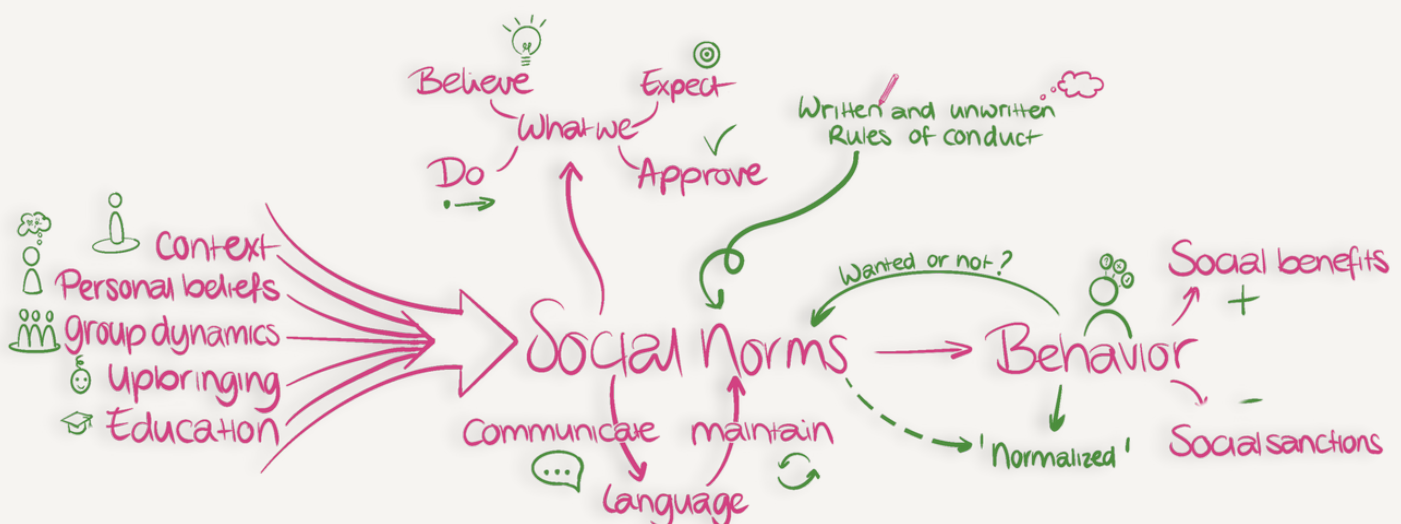 Believe
Expect
What we
Do
Approve
Written and unwritten
Rules of conduct
Context
Personal beliefs
group dynamics
Upbringing
Education
Social norms
Wanted or not?
Behavior
Social benefits
+
-
Social sanctions
Communicate
maintain
Language
'Normalized'